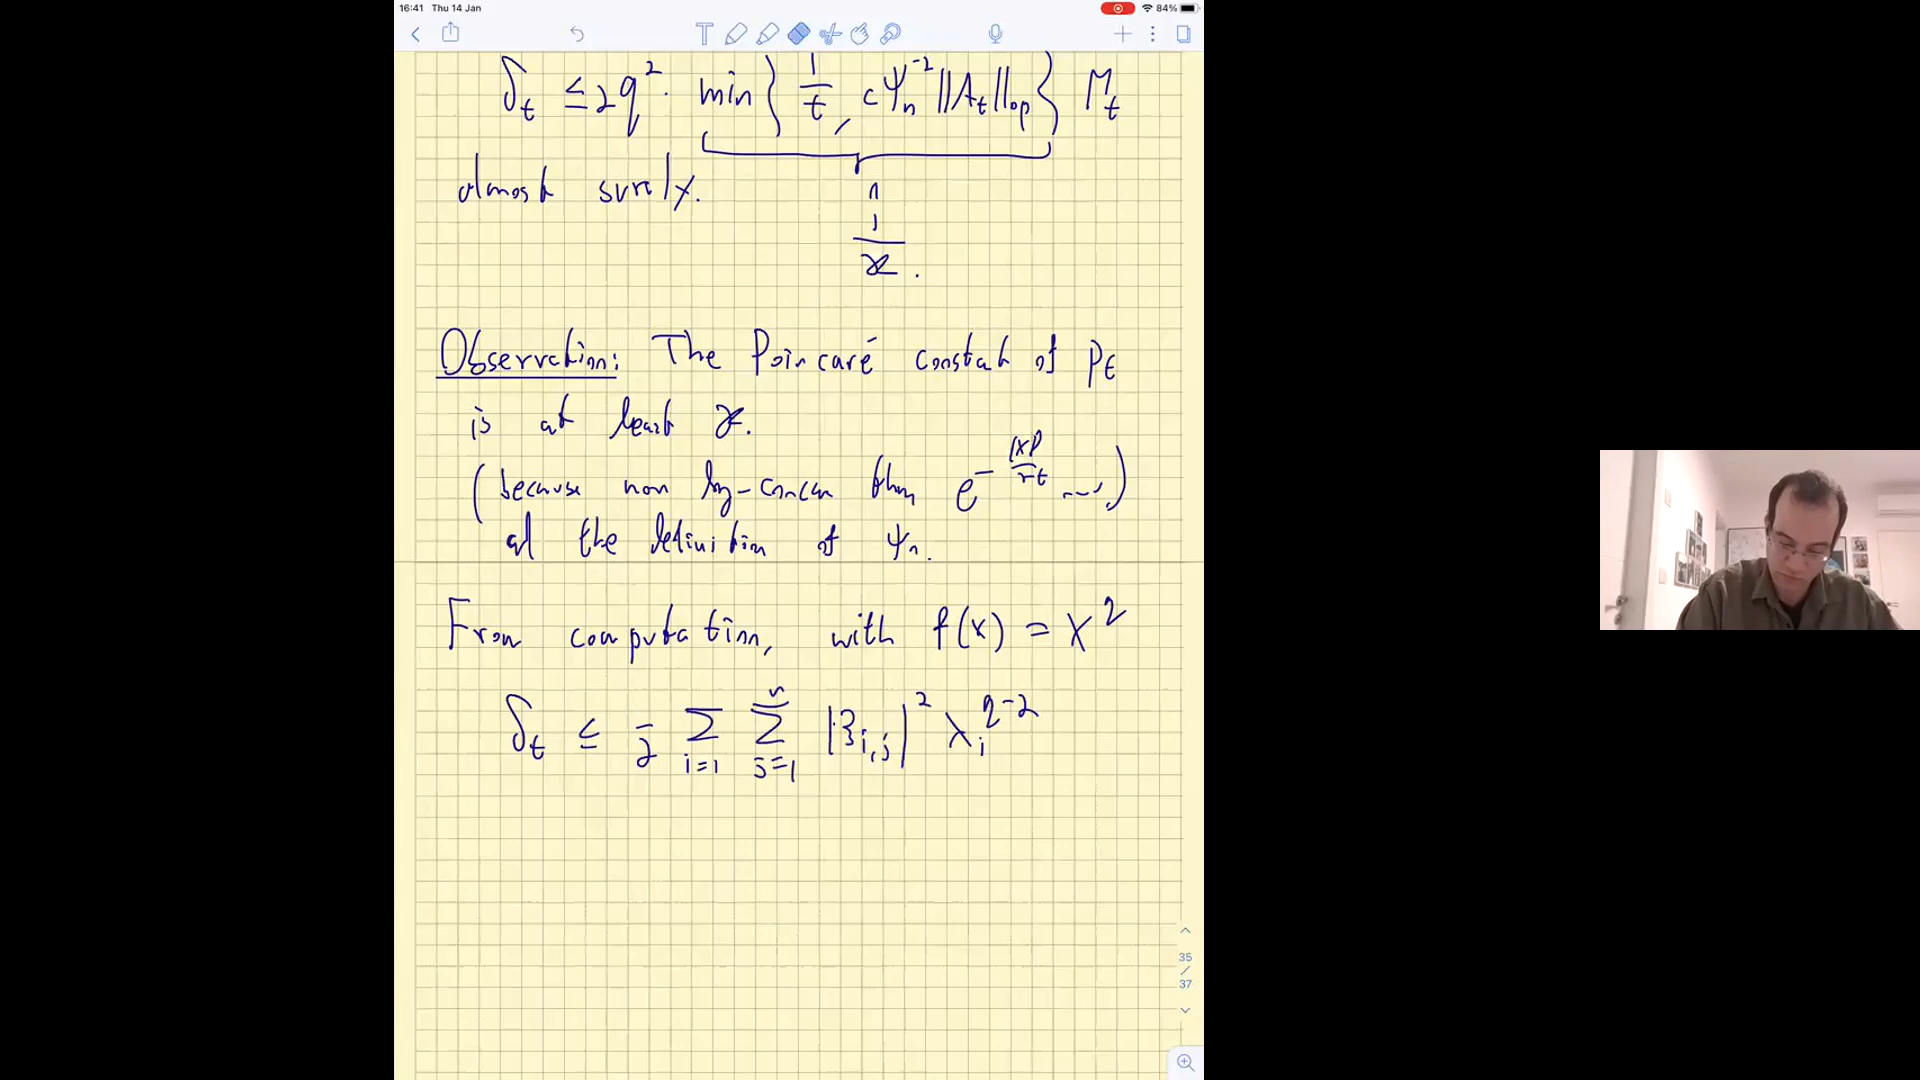 16:41 Thu 14 Jan
84%
δ_t ≤ 2q². min { 1/t, cψ_n^{-2} ||A_t||_op } M_t
almost surely.
"
1/ϰ.
Observation: The Poincaré constant of p_t
is at least ϰ.
(because more log-concave than e^{-|x|²/2t} ...)
and the definition of ψ_n.
From computation, with f(x) = x^q
δ_t ≤ _/2 Σ_{i=1} Σ_{j=1}^n |ξ_{i,j}|² λ_i^{q-2}
35
/
37